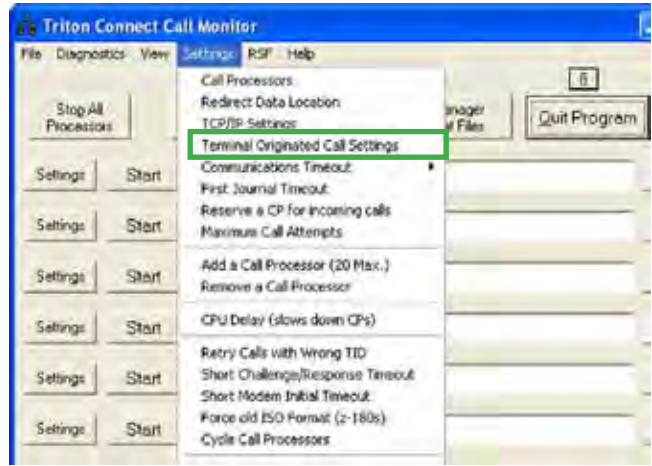 Triton Connect Call Monitor
File Diagnostics View Settings RSF Help
6
Stop All
Processors
Quit Program
Call Processors
Redirect Data Location
TCP/IP Settings
Terminal Originated Call Settings
Communications Timeout
First Journal Timeout
Reserve a CP for incoming calls
Maximum Call Attempts
Add a Call Processor (20 Max.)
Remove a Call Processor
CPU Delay (slows down CPs)
Retry Calls with Wrong TID
Short Challenge/Response Timeout
Short Modem Initial Timeout
Force old ISO Format (z-180s)
Cycle Call Processors
Settings Start
Settings Start
Settings Start
Settings Start
Settings Start
Settings Start